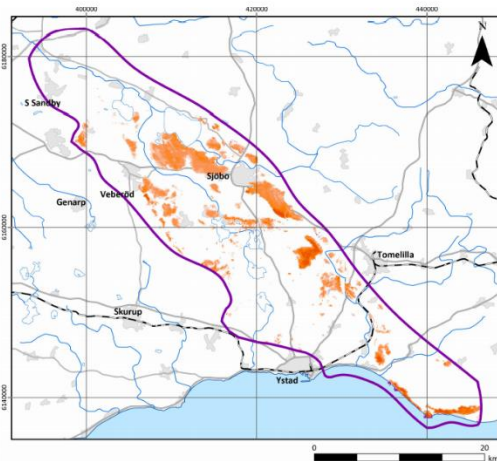 400000
420000
440000
N
6180000
S Sandby
Sjöbo
Veberöd
Genarp
6160000
Tomelilla
Skurup
Ystad
6140000
0
20
km